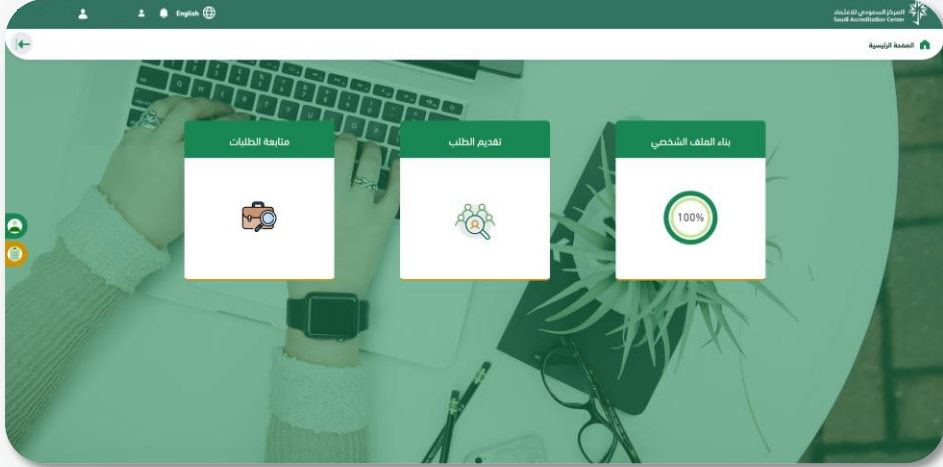 المركز السعودي للاعتماد
Saudi Accreditation Center
English
الصفحة الرئيسية
بناء الملف الشخصي
تقديم الطلب
متابعة الطلبات
100%